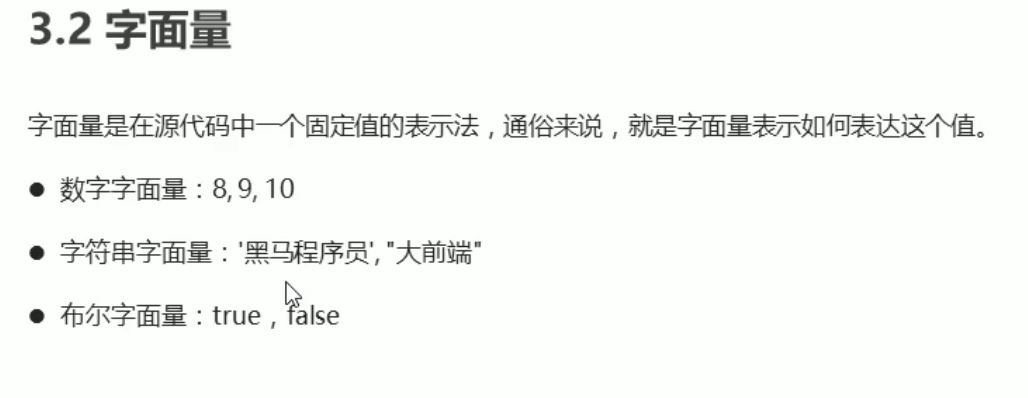 3.2 字面量
字面量是在源代码中一个固定值的表示法，通俗来说，就是字面量表示如何表达这个值。
● 数字字面量：8, 9, 10
● 字符串字面量：'黑马程序员', "大前端"
● 布尔字面量：true，false